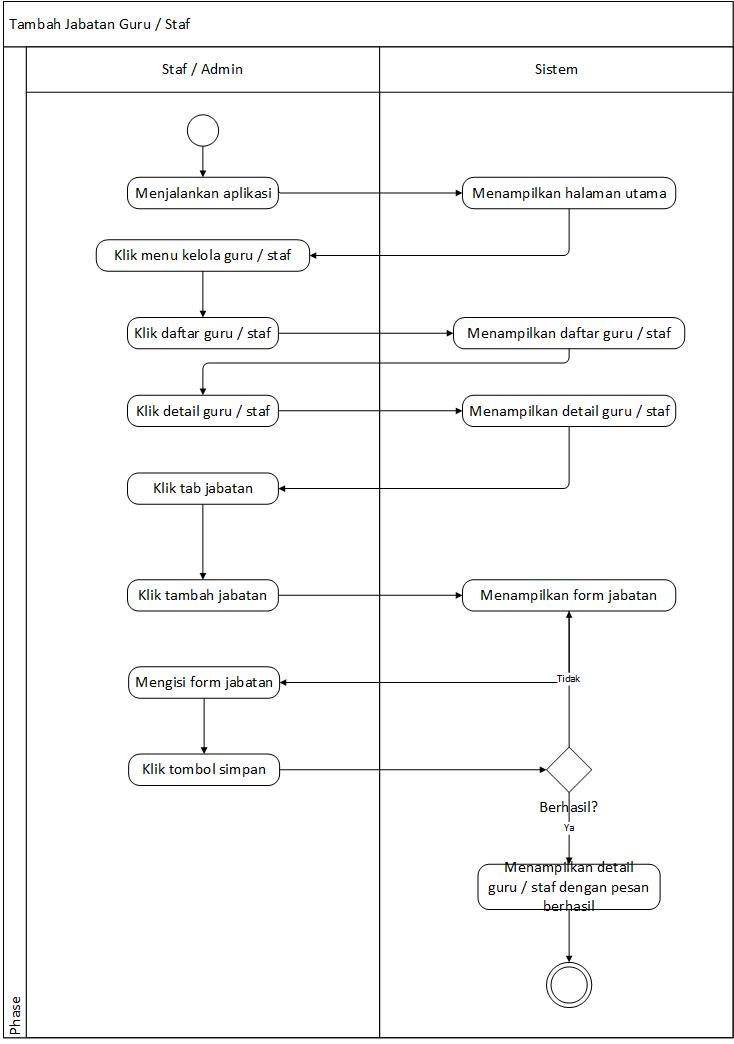 Tambah Jabatan Guru / Staf
Staf / Admin
Sistem
Menjalankan aplikasi
Menampilkan halaman utama
Klik menu kelola guru / staf
Klik daftar guru / staf
Menampilkan daftar guru / staf
Klik detail guru / staf
Menampilkan detail guru / staf
Klik tab jabatan
Klik tambah jabatan
Menampilkan form jabatan
Mengisi form jabatan
Tidak
Klik tombol simpan
Berhasil?
Ya
Menampilkan detail
guru / staf dengan pesan
berhasil
Phase